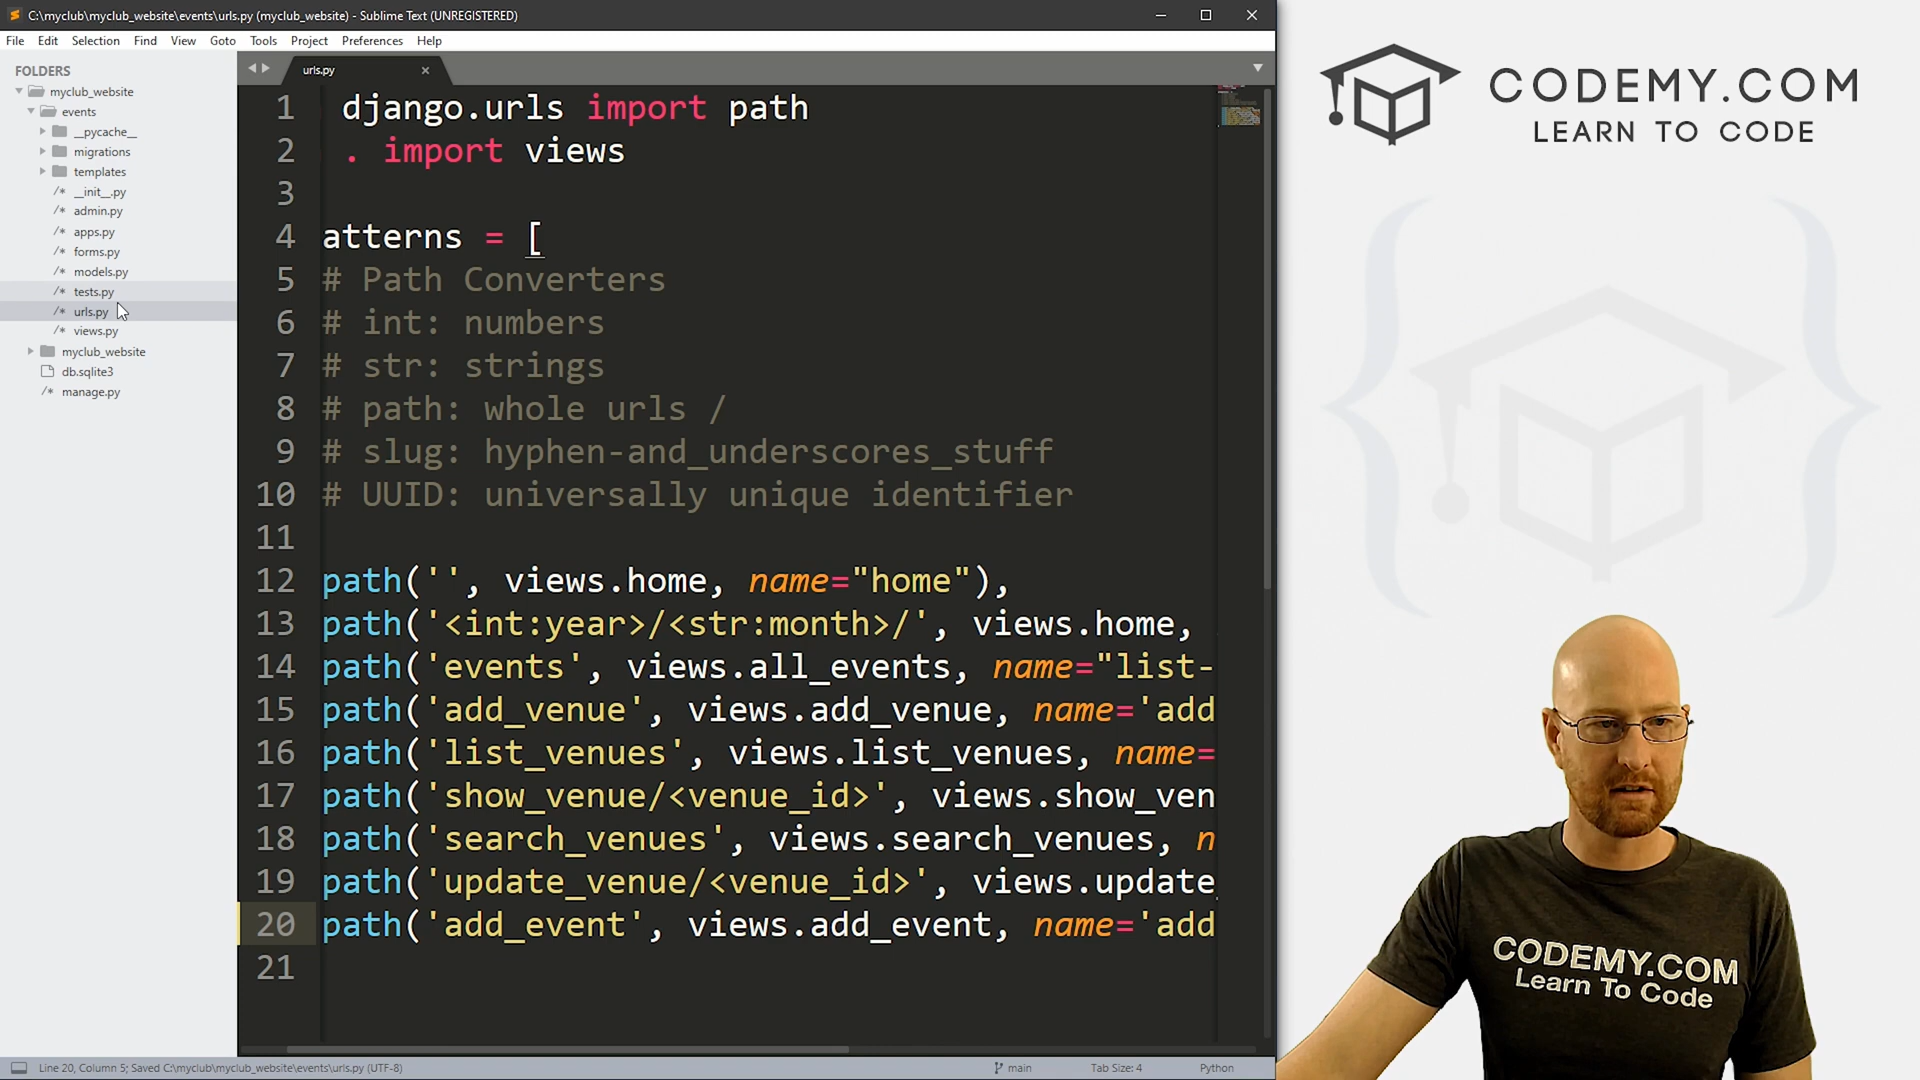 C:\myclub\myclub_website\events\urls.py (myclub_website) - Sublime Text (UNREGISTERED)
File Edit Selection Find View Goto Tools Project Preferences Help
FOLDERS
myclub_website
events
__pycache__
migrations
templates
__init__.py
admin.py
apps.py
forms.py
models.py
tests.py
urls.py
views.py
myclub_website
db.sqlite3
manage.py
urls.py
1 django.urls import path
2 . import views
3
4 atterns = [
5 # Path Converters
6 # int: numbers
7 # str: strings
8 # path: whole urls /
9 # slug: hyphen-and_underscores_stuff
10 # UUID: universally unique identifier
11
12 path('', views.home, name="home"),
13 path('<int:year>/<str:month>/', views.home,
14 path('events', views.all_events, name="list-
15 path('add_venue', views.add_venue, name='add
16 path('list_venues', views.list_venues, name=
17 path('show_venue/<venue_id>', views.show_ven
18 path('search_venues', views.search_venues, n
19 path('update_venue/<venue_id>', views.update_
20 path('add_event', views.add_event, name='add
21
Line 20, Column 5; Saved C:\myclub\myclub_website\events\urls.py (UTF-8)
main
Tab Size: 4
Python
CODEMY.COM
LEARN TO CODE
CODEMY.COM
Learn To Code